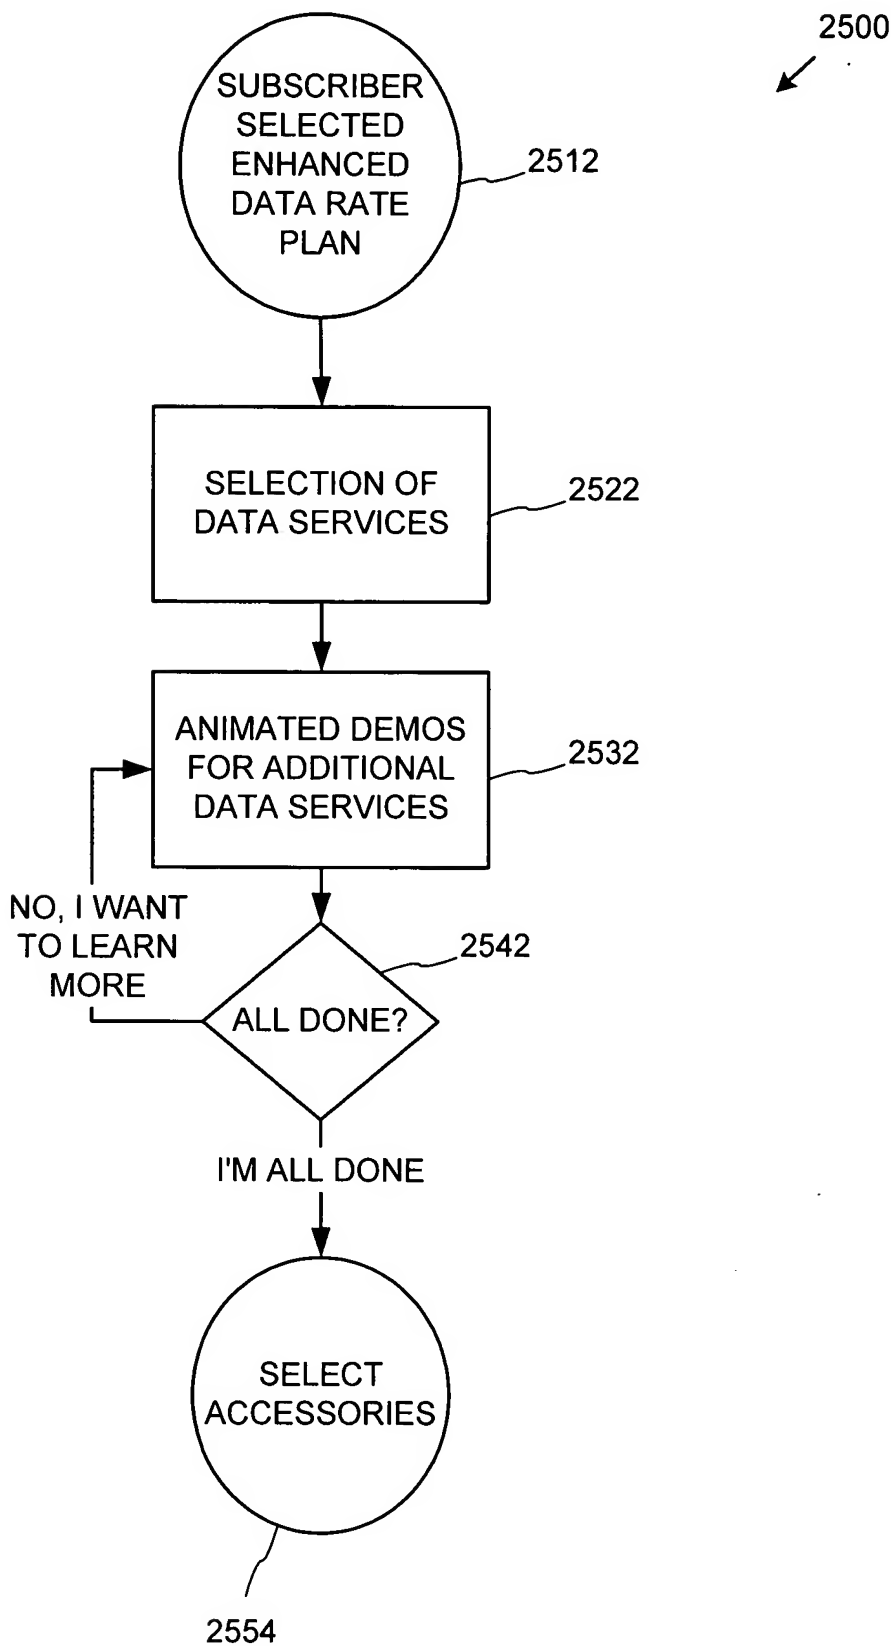 2500
SUBSCRIBER
SELECTED
ENHANCED
DATA RATE
PLAN
2512
SELECTION OF
DATA SERVICES
2522
ANIMATED DEMOS
FOR ADDITIONAL
DATA SERVICES
2532
NO, I WANT
TO LEARN
MORE
2542
ALL DONE?
I'M ALL DONE
SELECT
ACCESSORIES
2554